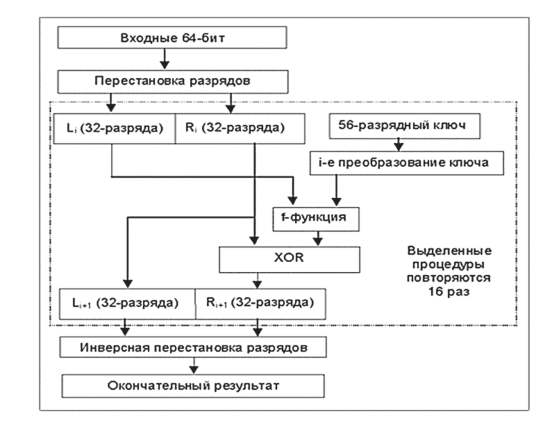 Входные 64-бит
Перестановка разрядов
Li (32-разряда)
Ri (32-разряда)
56-разрядный ключ
i-е преобразование ключа
f-функция
XOR
Выделенные
процедуры
повторяются
16 раз
Li+1 (32-разряда)
Ri+1 (32-разряда)
Инверсная перестановка разрядов
Окончательный результат